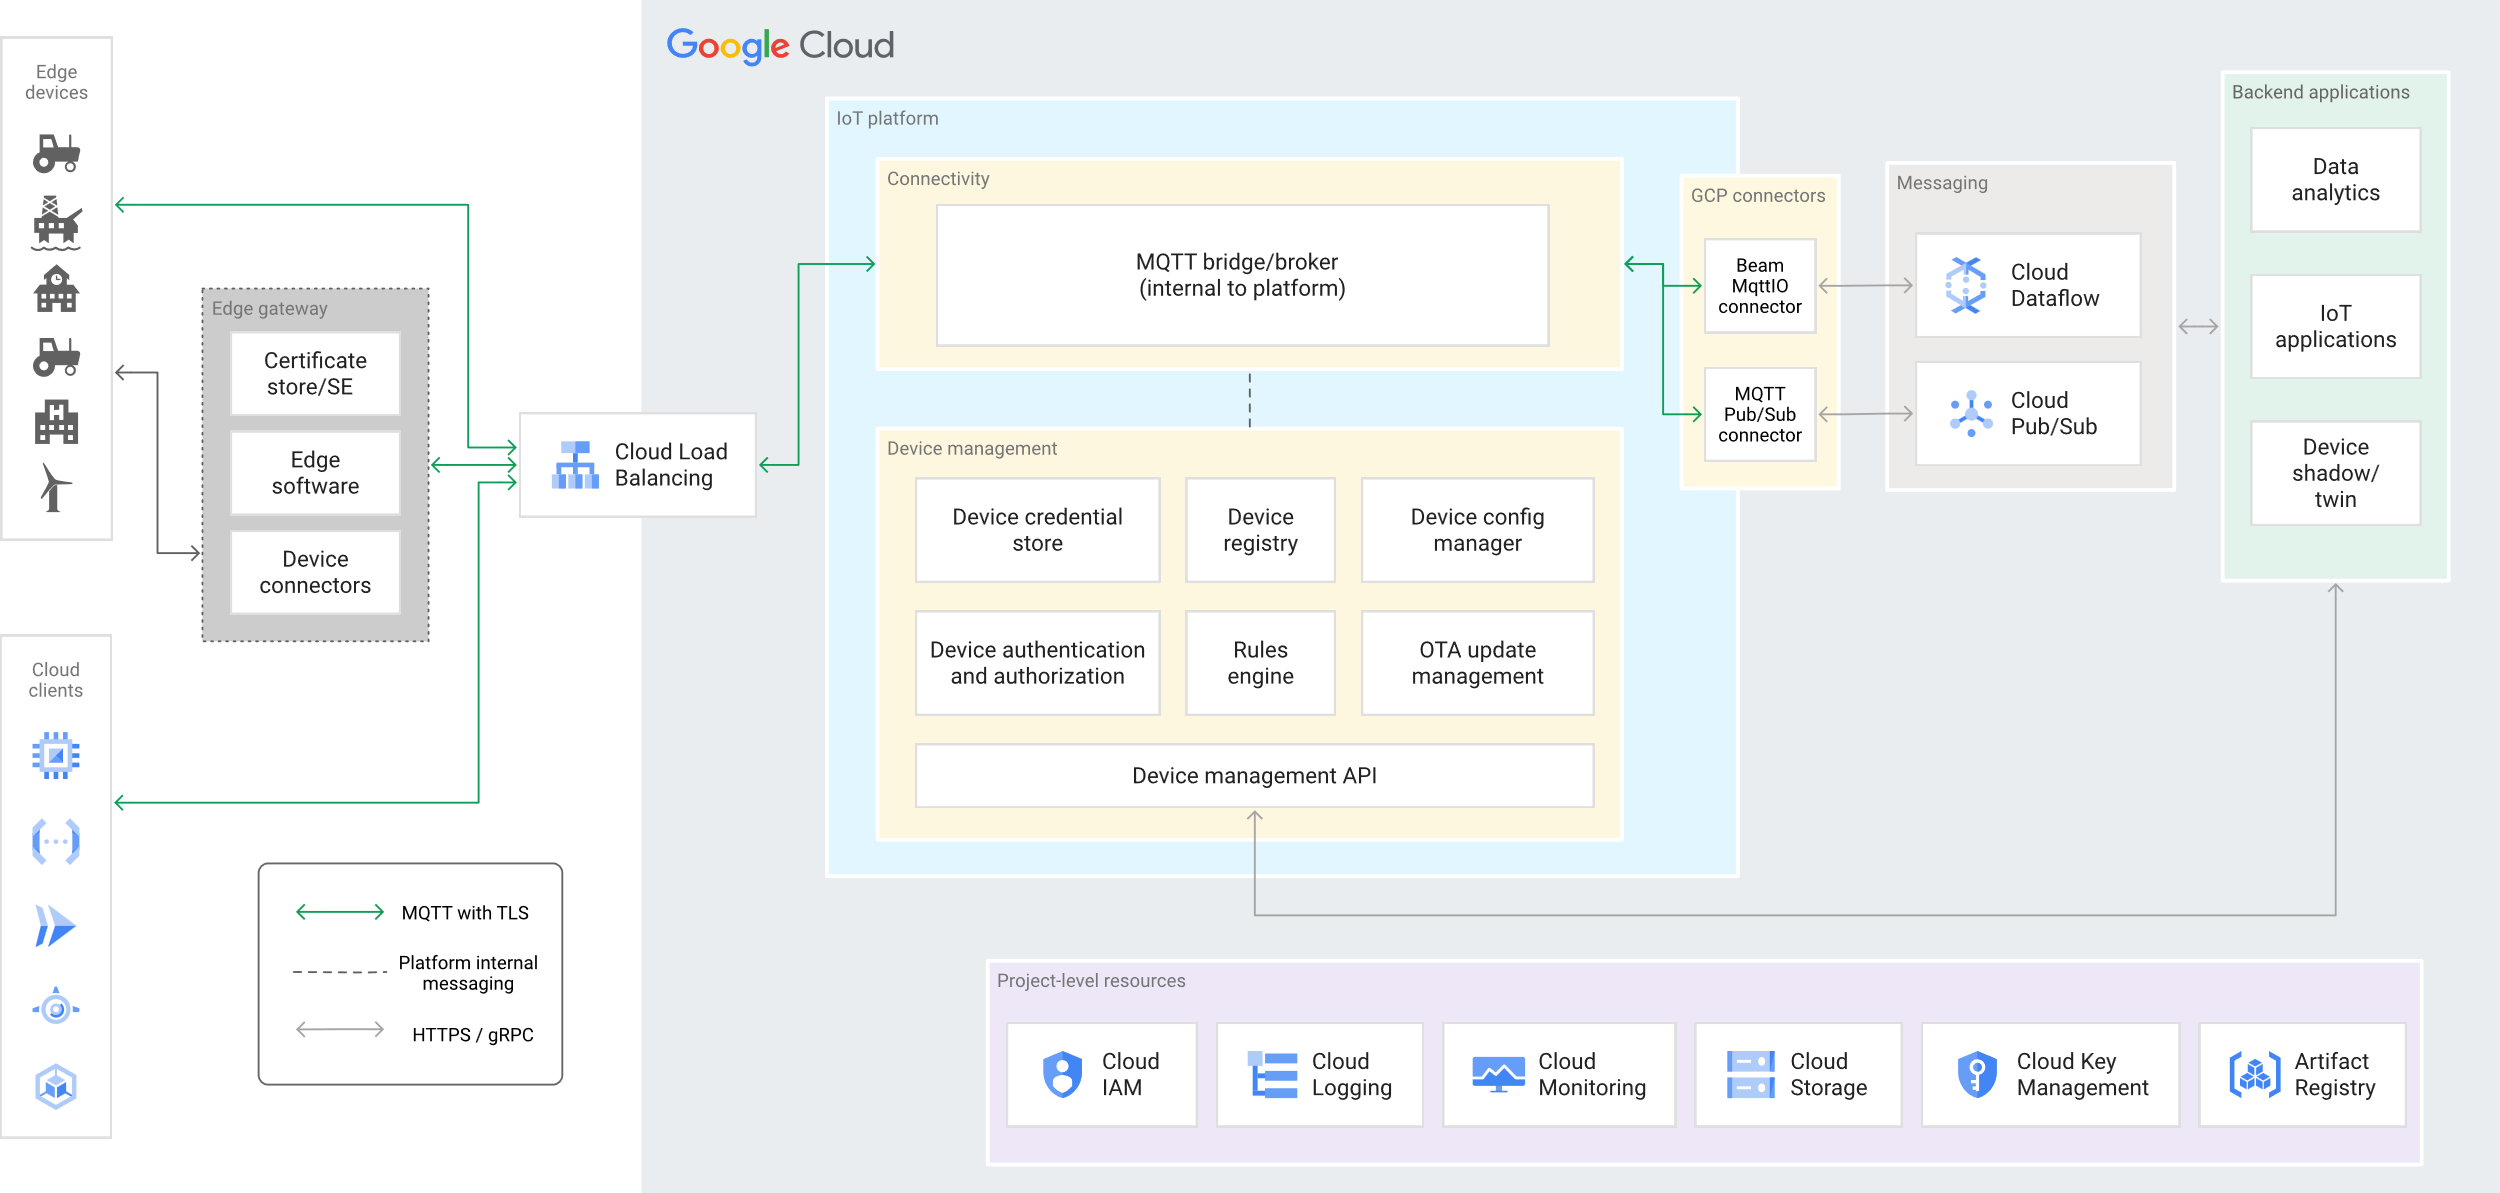 Google Cloud
Edge
devices
Edge gateway
Certificate
store/SE
Edge
software
Device
connectors
Cloud
clients
MQTT with TLS
Platform internal
messaging
HTTPS / gRPC
Cloud Load
Balancing
IoT platform
Connectivity
MQTT bridge/broker
(internal to platform)
Device management
Device credential
store
Device
registry
Device config
manager
Device authentication
and authorization
Rules
engine
OTA update
management
Device management API
GCP connectors
Beam
MqttIO
connector
MQTT
Pub/Sub
connector
Messaging
Cloud
Dataflow
Cloud
Pub/Sub
Backend applications
Data
analytics
IoT
applications
Device
shadow/
twin
Project-level resources
Cloud
IAM
Cloud
Logging
Cloud
Monitoring
Cloud
Storage
Cloud Key
Management
Artifact
Registry